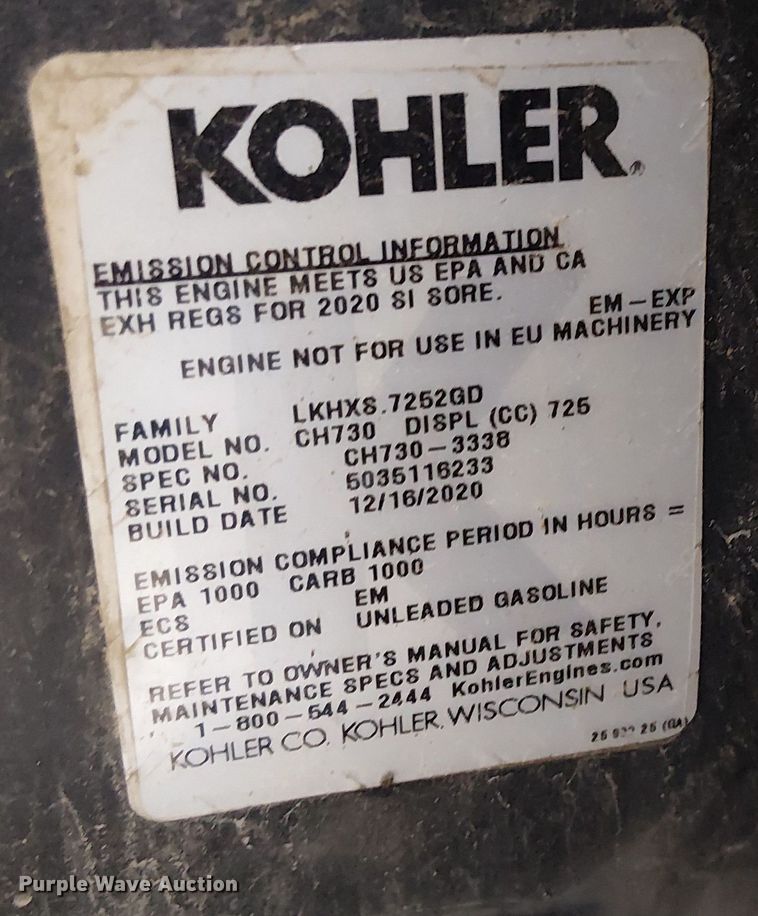 KOHLER®
EMISSION CONTROL INFORMATION
THIS ENGINE MEETS US EPA AND CA
EXH REGS FOR 2020 SI SORE.
EM-EXP
ENGINE NOT FOR USE IN EU MACHINERY
FAMILY LKHXS.7252GD
MODEL NO. CH730 DISPL (CC) 725
SPEC NO. CH730-3338
SERIAL NO. 5035116233
BUILD DATE 12/16/2020
EMISSION COMPLIANCE PERIOD IN HOURS =
EPA 1000 CARB 1000
ECS EM
CERTIFIED ON UNLEADED GASOLINE
REFER TO OWNER'S MANUAL FOR SAFETY,
MAINTENANCE SPECS AND ADJUSTMENTS
1-800-544-2444 KohlerEngines.com
KOHLER CO. KOHLER, WISCONSIN USA
25 25 (GA)
Purple Wave Auction